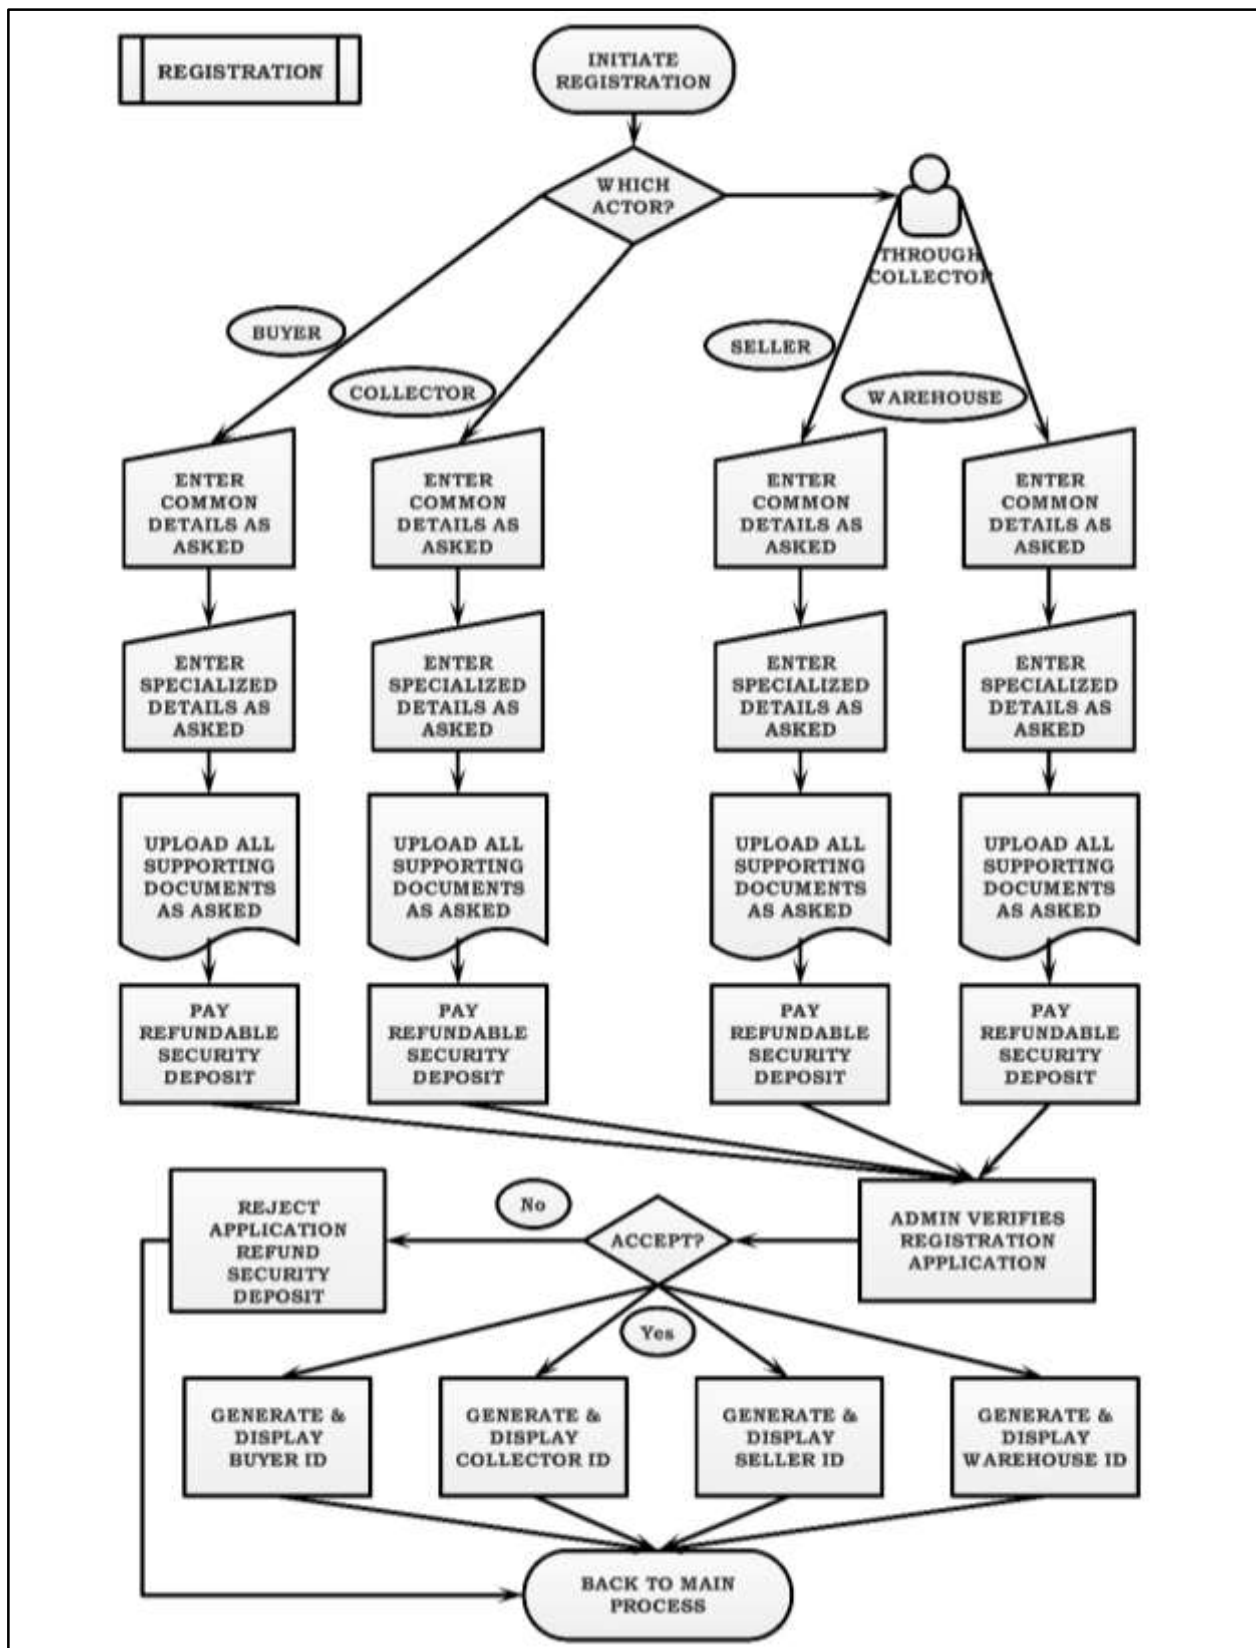 REGISTRATION
INITIATE
REGISTRATION
WHICH
ACTOR?
THROUGH
COLLECTOR
BUYER
COLLECTOR
SELLER
WAREHOUSE
ENTER
COMMON
DETAILS AS
ASKED
ENTER
COMMON
DETAILS AS
ASKED
ENTER
COMMON
DETAILS AS
ASKED
ENTER
COMMON
DETAILS AS
ASKED
ENTER
SPECIALIZED
DETAILS AS
ASKED
ENTER
SPECIALIZED
DETAILS AS
ASKED
ENTER
SPECIALIZED
DETAILS AS
ASKED
ENTER
SPECIALIZED
DETAILS AS
ASKED
UPLOAD ALL
SUPPORTING
DOCUMENTS
AS ASKED
UPLOAD ALL
SUPPORTING
DOCUMENTS
AS ASKED
UPLOAD ALL
SUPPORTING
DOCUMENTS
AS ASKED
UPLOAD ALL
SUPPORTING
DOCUMENTS
AS ASKED
PAY
REFUNDABLE
SECURITY
DEPOSIT
PAY
REFUNDABLE
SECURITY
DEPOSIT
PAY
REFUNDABLE
SECURITY
DEPOSIT
PAY
REFUNDABLE
SECURITY
DEPOSIT
REJECT
APPLICATION
REFUND
SECURITY
DEPOSIT
No
ACCEPT?
ADMIN VERIFIES
REGISTRATION
APPLICATION
Yes
GENERATE &
DISPLAY
BUYER ID
GENERATE &
DISPLAY
COLLECTOR ID
GENERATE &
DISPLAY
SELLER ID
GENERATE &
DISPLAY
WAREHOUSE ID
BACK TO MAIN
PROCESS